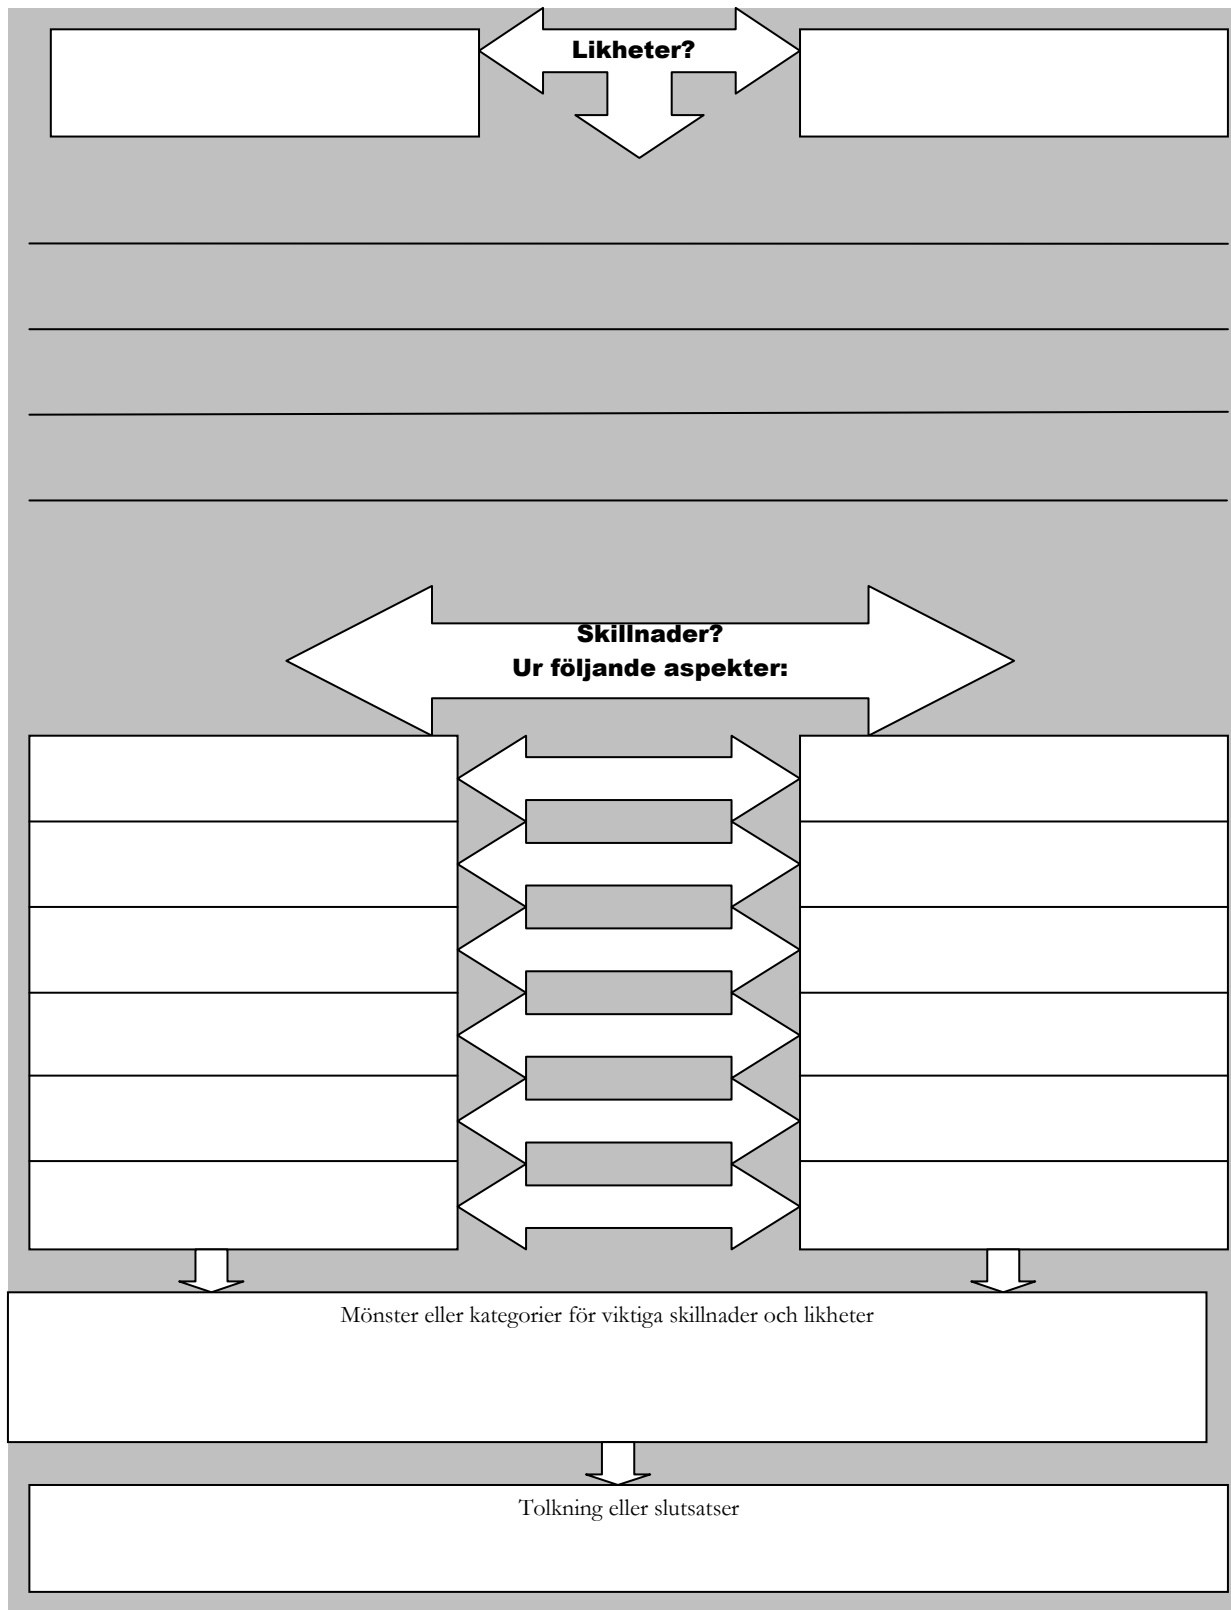 Likheter?
Skillnader?
Ur följande aspekter:
Mönster eller kategorier för viktiga skillnader och likheter
Tolkning eller slutsatser